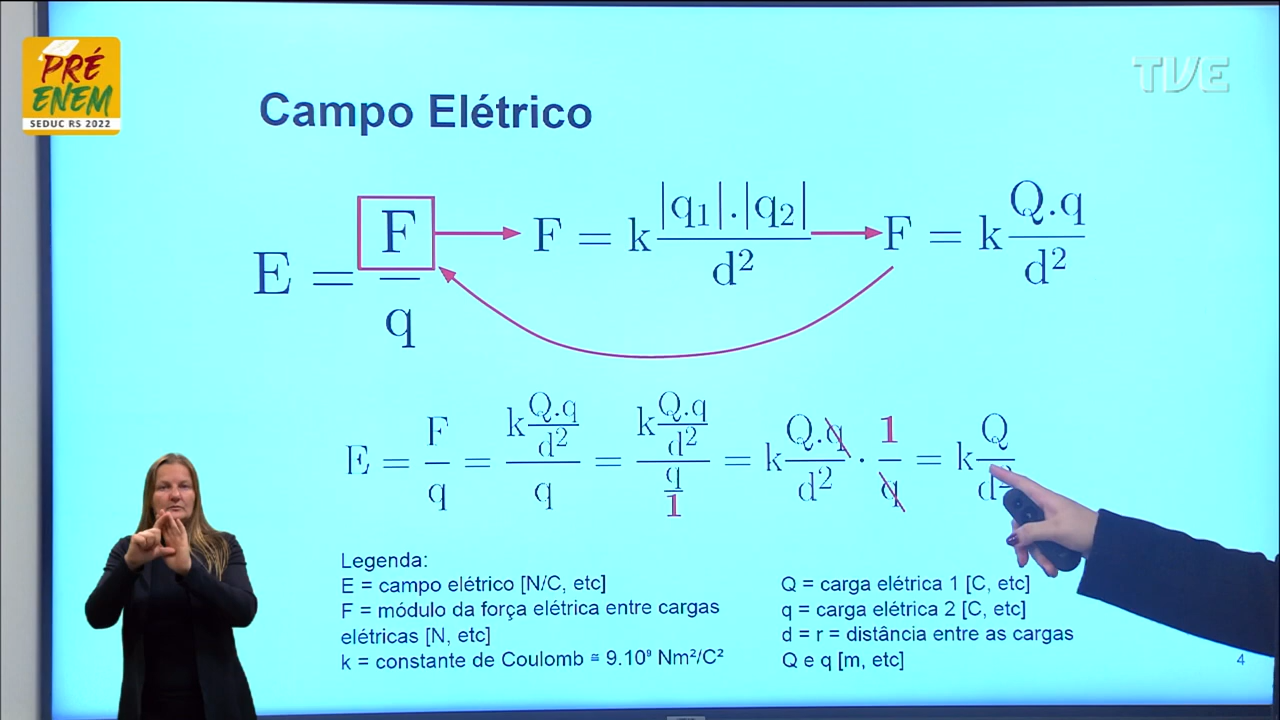 PRÉ
ENEM
SEDUC RS 2022
TVE
Campo Elétrico
E = F/q
F = k |q₁|.|q₂|/d²
F = k Q.q/d²
E = F/q = (k Q.q/d²)/q = (k Q.q/d²)/(q/1) = k Q.q/d² · 1/q = k Q/d²
Legenda:
E = campo elétrico [N/C, etc]
F = módulo da força elétrica entre cargas
elétricas [N, etc]
k = constante de Coulomb ≅ 9.10⁹ Nm²/C²
Q = carga elétrica 1 [C, etc]
q = carga elétrica 2 [C, etc]
d = r = distância entre as cargas
Q e q [m, etc]
4